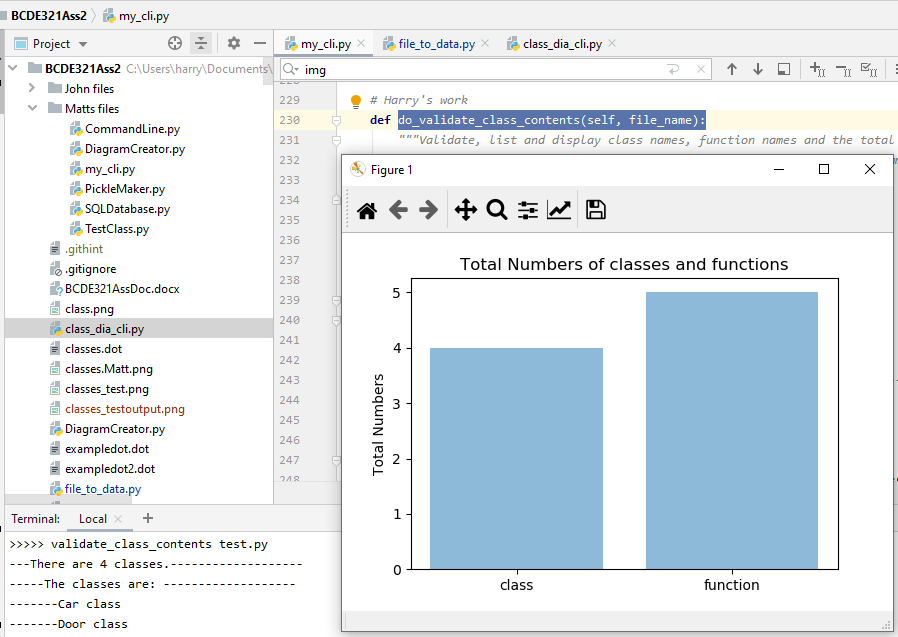 BCDE321Ass2 my_cli.py
Project
my_cli.py file_to_data.py class_dia_cli.py
BCDE321Ass2 C:\Users\harry\Documents\
John files
Matts files
CommandLine.py
DiagramCreator.py
my_cli.py
PickleMaker.py
SQLDatabase.py
TestClass.py
.githint
.gitignore
BCDE321AssDoc.docx
class.png
class_dia_cli.py
classes.dot
classes.Matt.png
classes_test.png
classes_testoutput.png
DiagramCreator.py
exampledot.dot
exampledot2.dot
file_to_data.py
img
229 # Harry's work
230 def do_validate_class_contents(self, file_name):
231 """Validate, list and display class names, function names and the total
232
233
234
235
236
237
238
239
240
241
242
243
244
245
246
247
248
Figure 1
Total Numbers of classes and functions
Total Numbers
5
4
3
2
1
0
class function
Terminal: Local
>>>>> validate_class_contents test.py
---There are 4 classes.-------------------
-----The classes are: -------------------
-------Car class
-------Door class